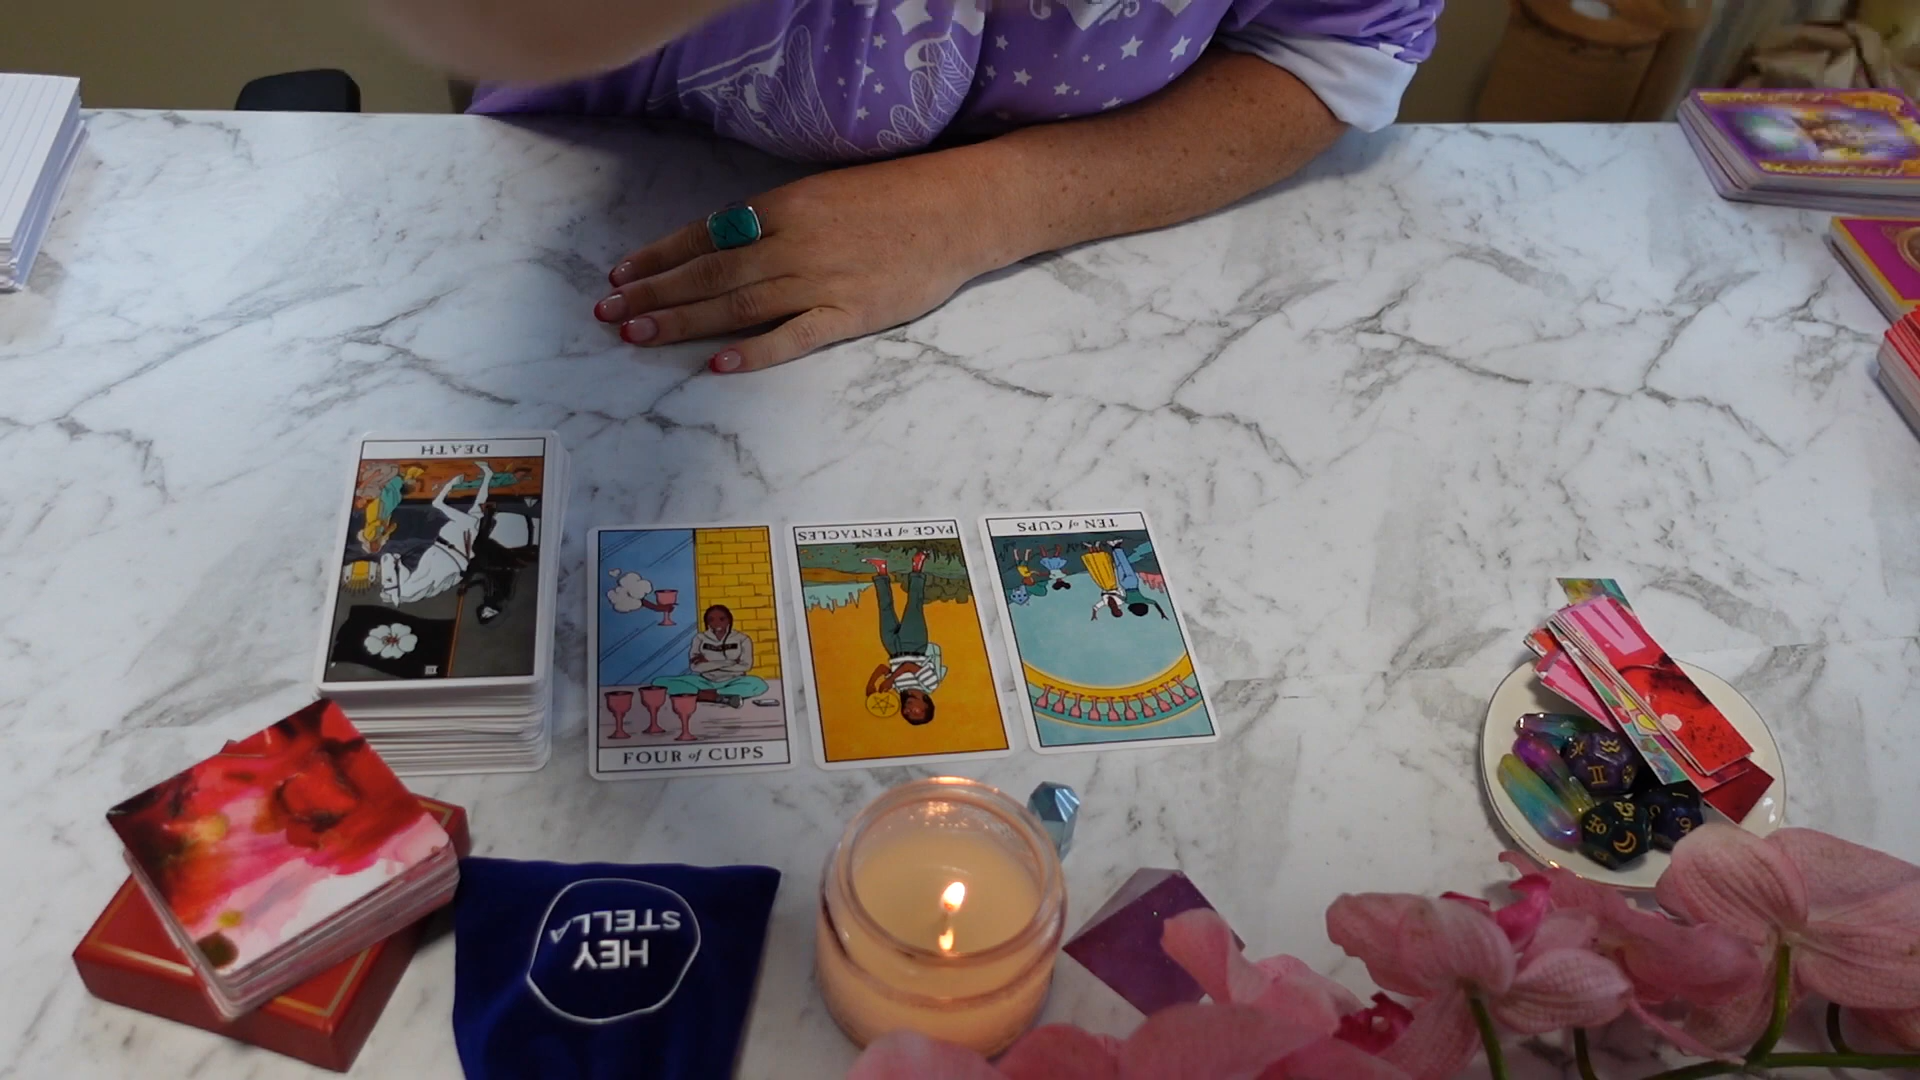 DEATH
FOUR of CUPS
PAGE of PENTACLES
TEN of CUPS
HEY
STELLA